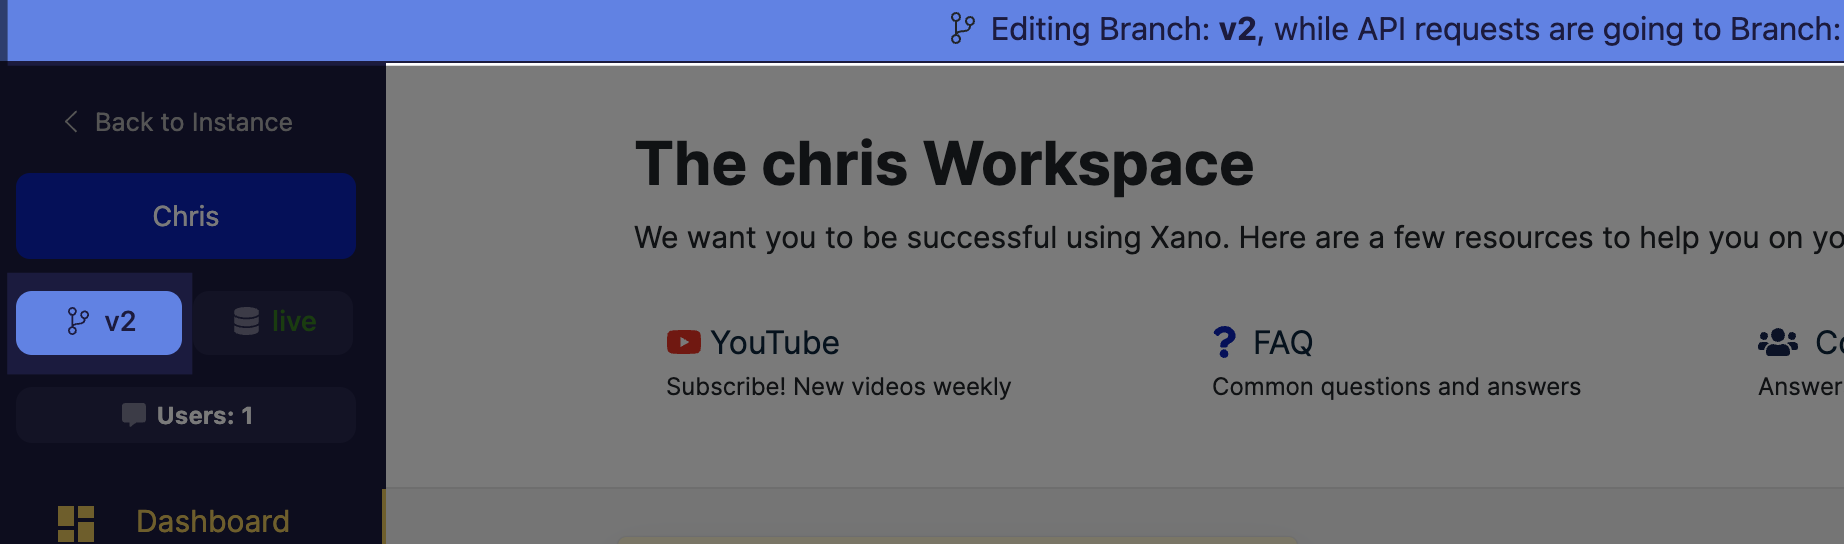 Editing Branch: v2, while API requests are going to Branch:
Back to Instance
Chris
v2
live
Users: 1
Dashboard
The chris Workspace
We want you to be successful using Xano. Here are a few resources to help you on
YouTube
Subscribe! New videos weekly
FAQ
Common questions and answers
Answer